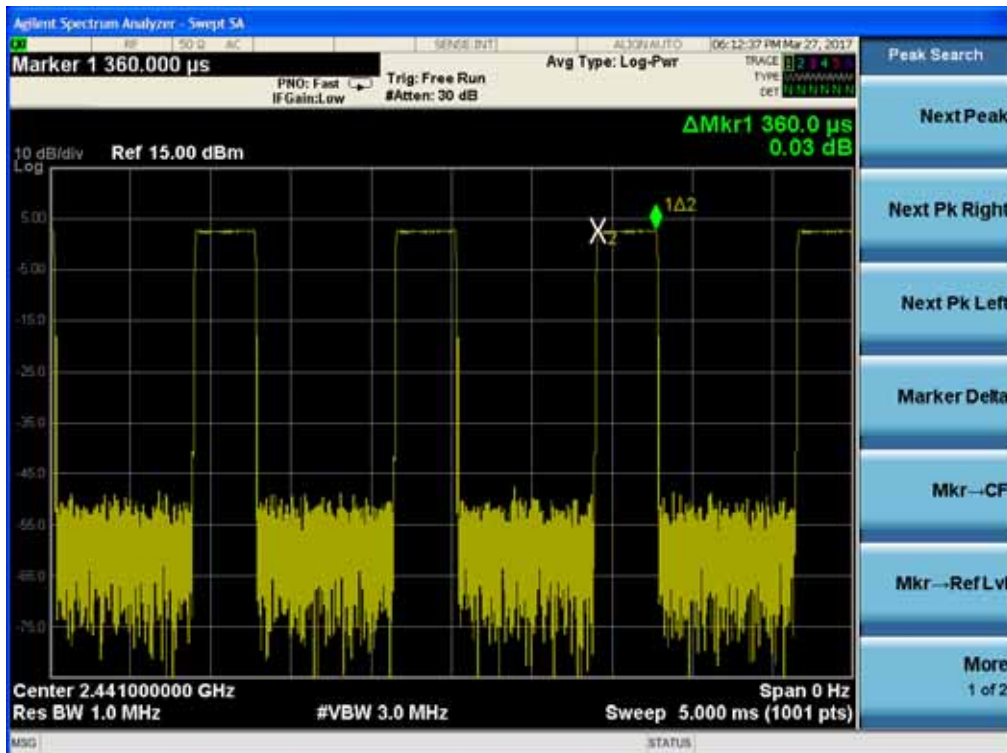 Agilent Spectrum Analyzer - Swept SA
RF 50 Ω AC SENSE:INT ALIGN AUTO 06:12:37 PM Mar 27, 2017
Marker 1 360.000 µs
PNO: Fast
IFGain:Low
Trig: Free Run
#Atten: 30 dB
Avg Type: Log-Pwr
TRACE 1 2 3 4 5 6
TYPE
DET N N N N N N
ΔMkr1 360.0 µs
0.03 dB
10 dB/div Ref 15.00 dBm
Log
5.00
-5.00
-15.0
-25.0
-35.0
-45.0
-55.0
-65.0
-75.0
X2
1Δ2
Center 2.441000000 GHz
Span 0 Hz
Res BW 1.0 MHz
#VBW 3.0 MHz
Sweep 5.000 ms (1001 pts)
MSG
STATUS
Peak Search
Next Peak
Next Pk Right
Next Pk Left
Marker Delta
Mkr→CF
Mkr→Ref Lvl
More
1 of 2